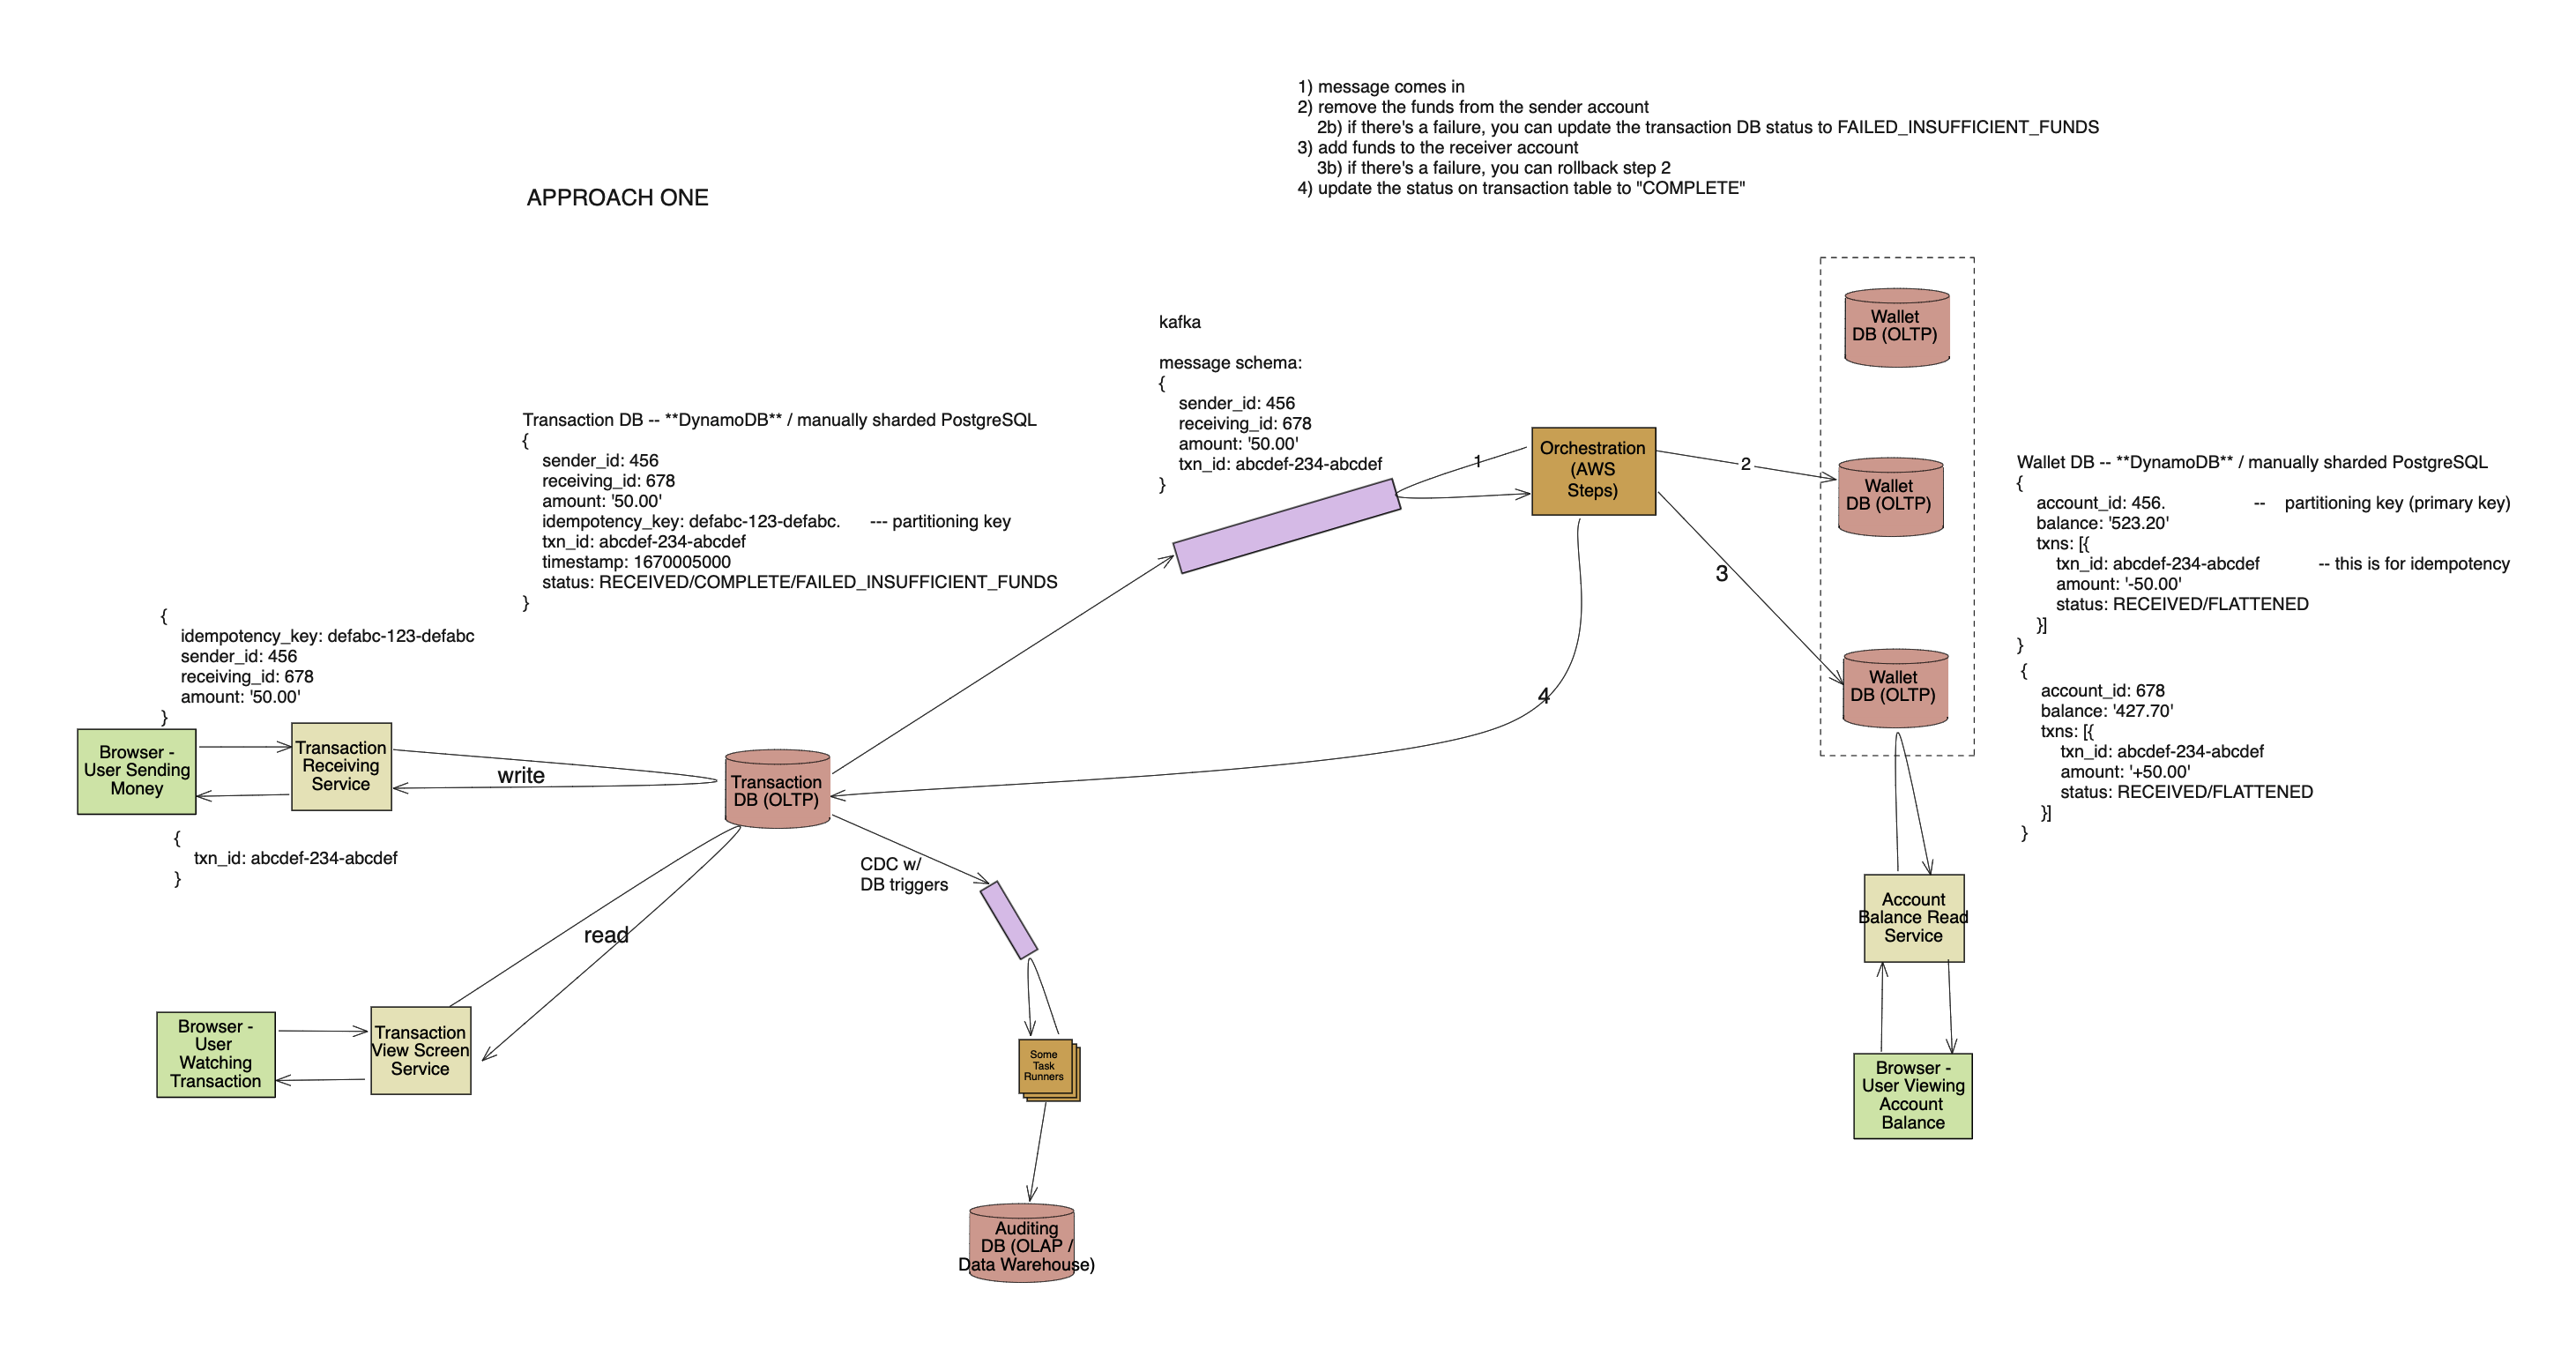 1) message comes in
2) remove the funds from the sender account
2b) if there's a failure, you can update the transaction DB status to FAILED_INSUFFICIENT_FUNDS
3) add funds to the receiver account
3b) if there's a failure, you can rollback step 2
4) update the status on transaction table to "COMPLETE"
APPROACH ONE
kafka
message schema:
{
sender_id: 456
receiving_id: 678
amount: '50.00'
txn_id: abcdef-234-abcdef
}
Transaction DB -- **DynamoDB** / manually sharded PostgreSQL
{
sender_id: 456
receiving_id: 678
amount: '50.00'
idempotency_key: defabc-123-defabc. --- partitioning key
txn_id: abcdef-234-abcdef
timestamp: 1670005000
status: RECEIVED/COMPLETE/FAILED_INSUFFICIENT_FUNDS
}
{
idempotency_key: defabc-123-defabc
sender_id: 456
receiving_id: 678
amount: '50.00'
}
Browser -
User Sending
Money
Transaction
Receiving
Service
write
{
txn_id: abcdef-234-abcdef
}
Transaction
DB (OLTP)
1
Orchestration
(AWS
Steps)
2
3
4
Wallet
DB (OLTP)
Wallet
DB (OLTP)
Wallet
DB (OLTP)
Wallet DB -- **DynamoDB** / manually sharded PostgreSQL
{
account_id: 456. -- partitioning key (primary key)
balance: '523.20'
txns: [{
txn_id: abcdef-234-abcdef -- this is for idempotency
amount: '-50.00'
status: RECEIVED/FLATTENED
}]
}
{
account_id: 678
balance: '427.70'
txns: [{
txn_id: abcdef-234-abcdef
amount: '+50.00'
status: RECEIVED/FLATTENED
}]
}
CDC w/
DB triggers
read
Browser -
User
Watching
Transaction
Transaction
View Screen
Service
Some
Task
Runners
Auditing
DB (OLAP /
Data Warehouse)
Account
Balance Read
Service
Browser -
User Viewing
Account
Balance